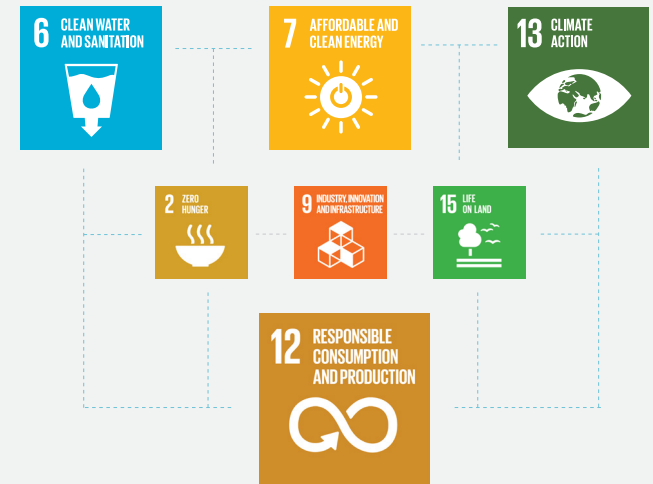 6 CLEAN WATER
AND SANITATION
7 AFFORDABLE AND
CLEAN ENERGY
13 CLIMATE
ACTION
2 ZERO
HUNGER
9 INDUSTRY, INNOVATION
AND INFRASTRUCTURE
15 LIFE
ON LAND
12 RESPONSIBLE
CONSUMPTION
AND PRODUCTION